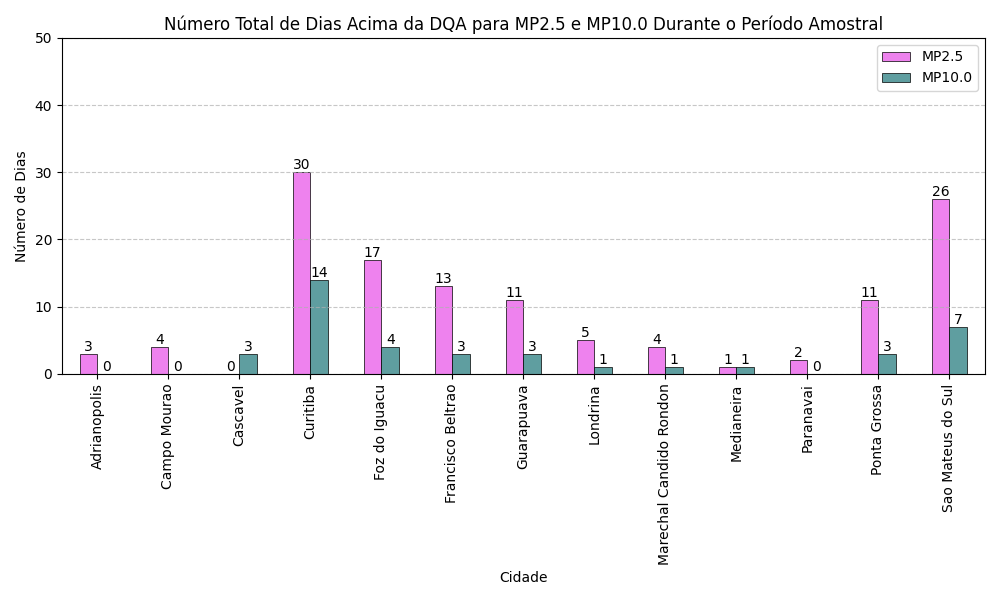 Número Total de Dias Acima da DQA para MP2.5 e MP10.0 Durante o Período Amostral
MP2.5
MP10.0
Número de Dias
50
40
30
20
10
0
3 0
4 0
0 3
30 14
17 4
13 3
11 3
5 1
4 1
1 1
2 0
11 3
26 7
Adrianopolis
Campo Mourao
Cascavel
Curitiba
Foz do Iguacu
Francisco Beltrao
Guarapuava
Londrina
Marechal Candido Rondon
Medianeira
Paranavai
Ponta Grossa
Sao Mateus do Sul
Cidade